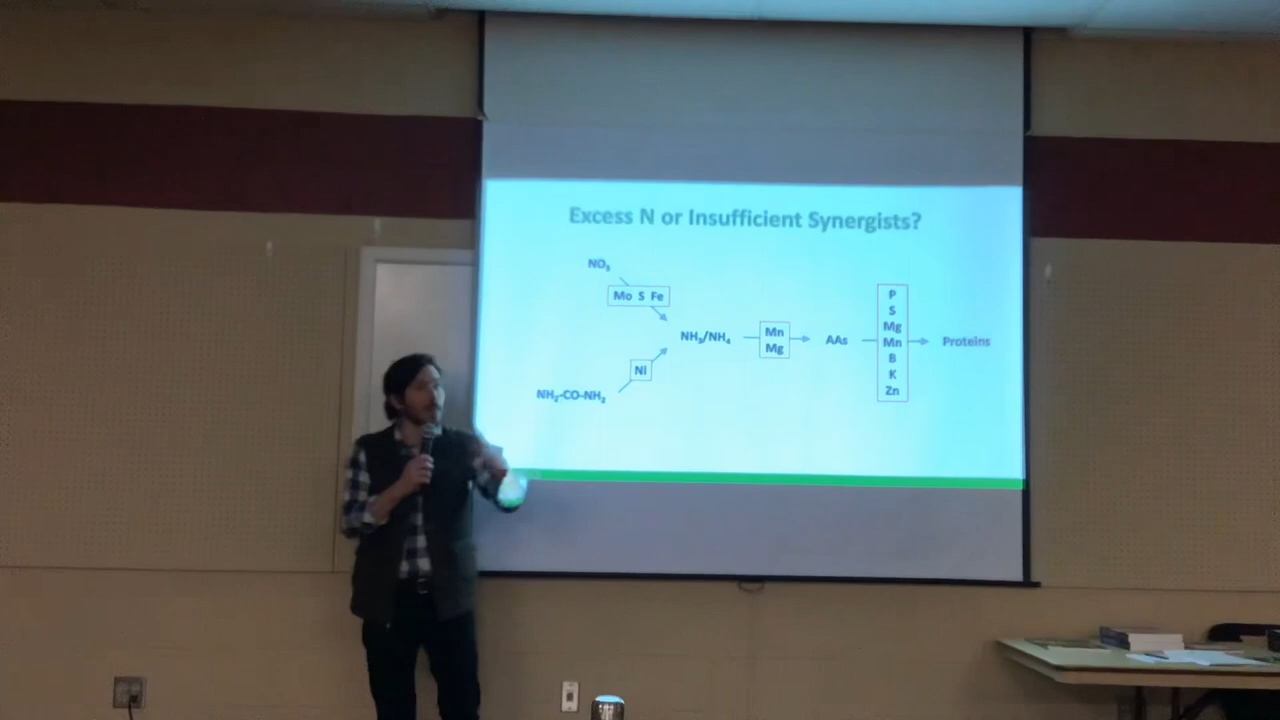 Excess N or Insufficient Synergists?
NO₃
Mo S Fe
NH₃/NH₄
Mn
Mg
AAs
P
S
Mg
Mn
B
K
Zn
Proteins
Ni
NH₂-CO-NH₂